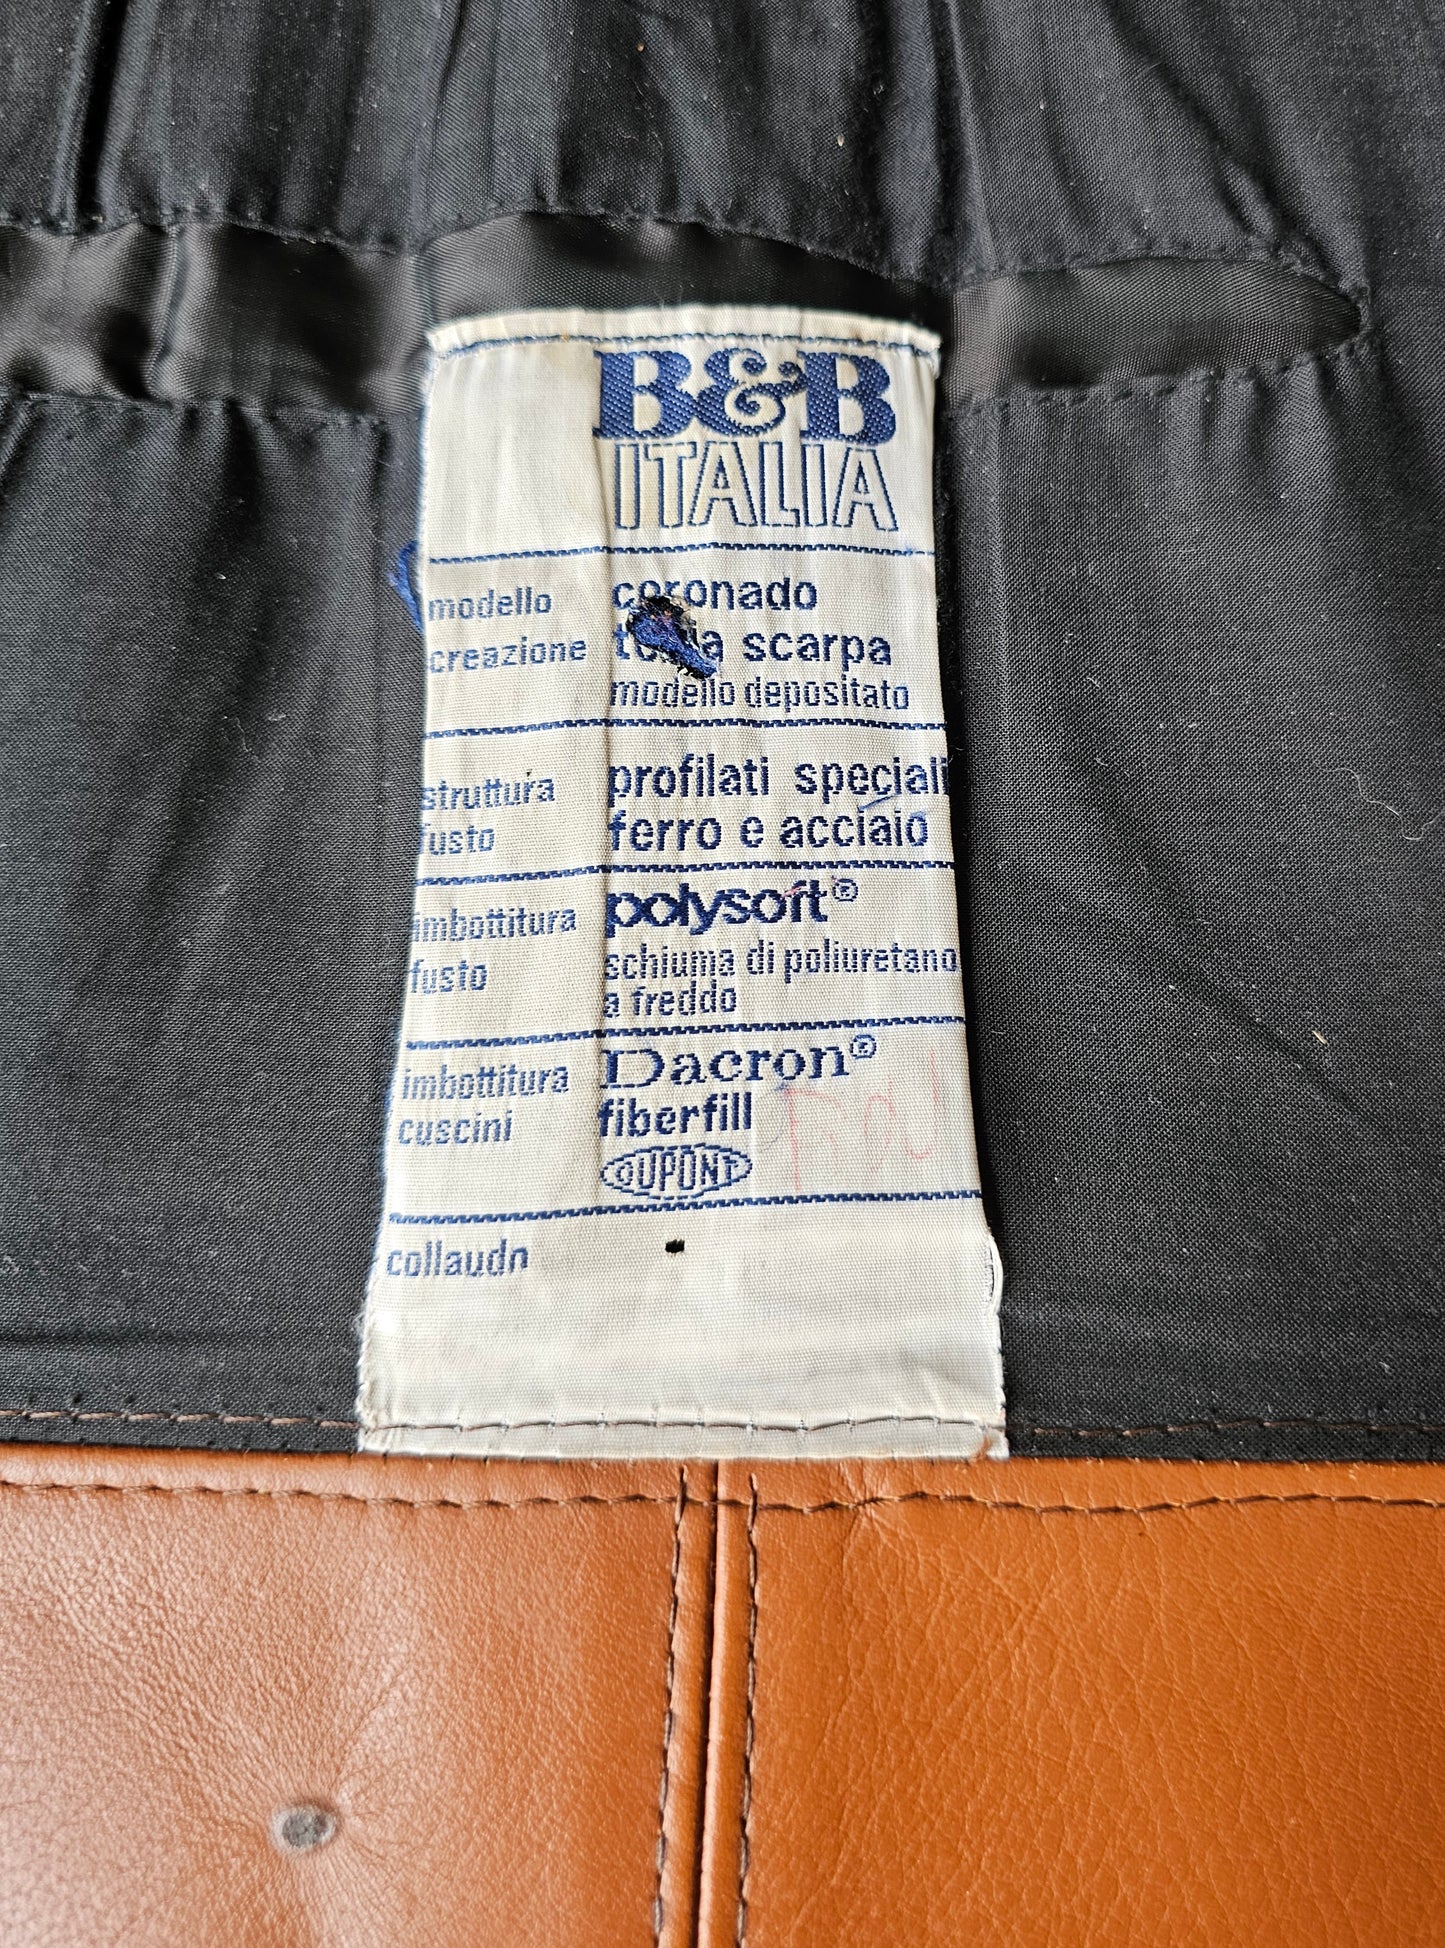 B&B
ITALIA
modello coronado
creazione scarpa
modello depositato
struttura profilati speciali
fusto ferro e acciaio
imbottitura polysoft®
fusto schiuma di poliuretano
a freddo
imbottitura Dacron®
cuscini fiberfill
DUPONT
collaudo